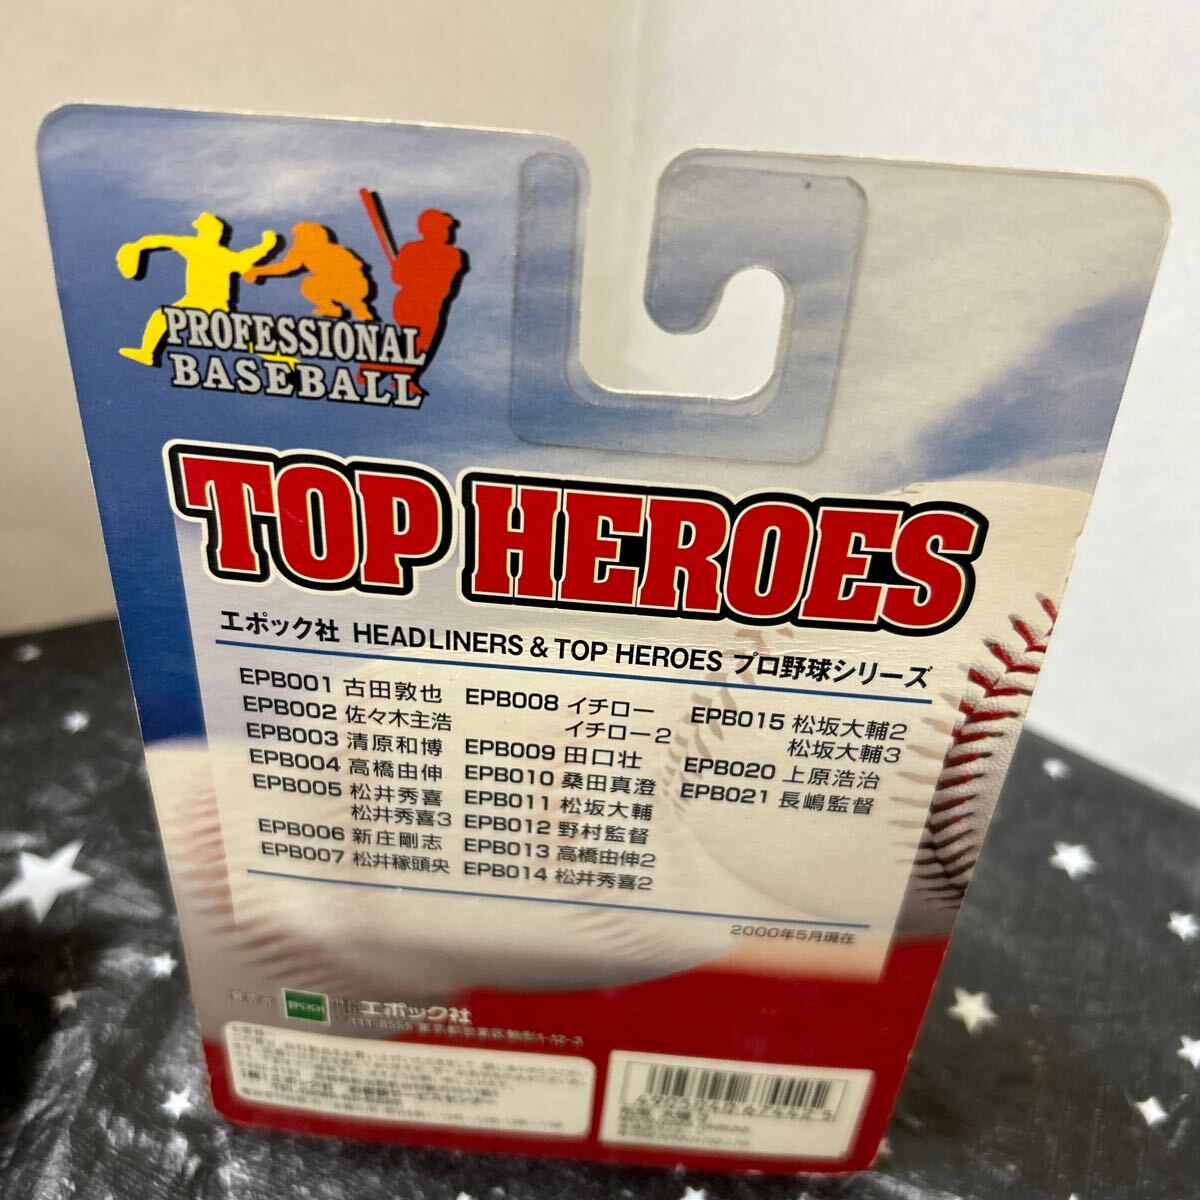 PROFESSIONAL
BASEBALL
TOP HEROES
エポック社 HEADLINERS & TOP HEROES プロ野球シリーズ
EPB001 古田敦也
EPB002 佐々木主浩
EPB003 清原和博
EPB004 高橋由伸
EPB005 松井秀喜
松井秀喜3
EPB006 新庄剛志
EPB007 松井稼頭央
EPB008 イチロー
イチロー2
EPB009 田口壮
EPB010 桑田真澄
EPB011 松坂大輔
EPB012 野村監督
EPB013 高橋由伸2
EPB014 松井秀喜2
EPB015 松坂大輔2
松坂大輔3
EPB020 上原浩治
EPB021 長嶋監督
2000年5月現在
EPOCH
エポック社